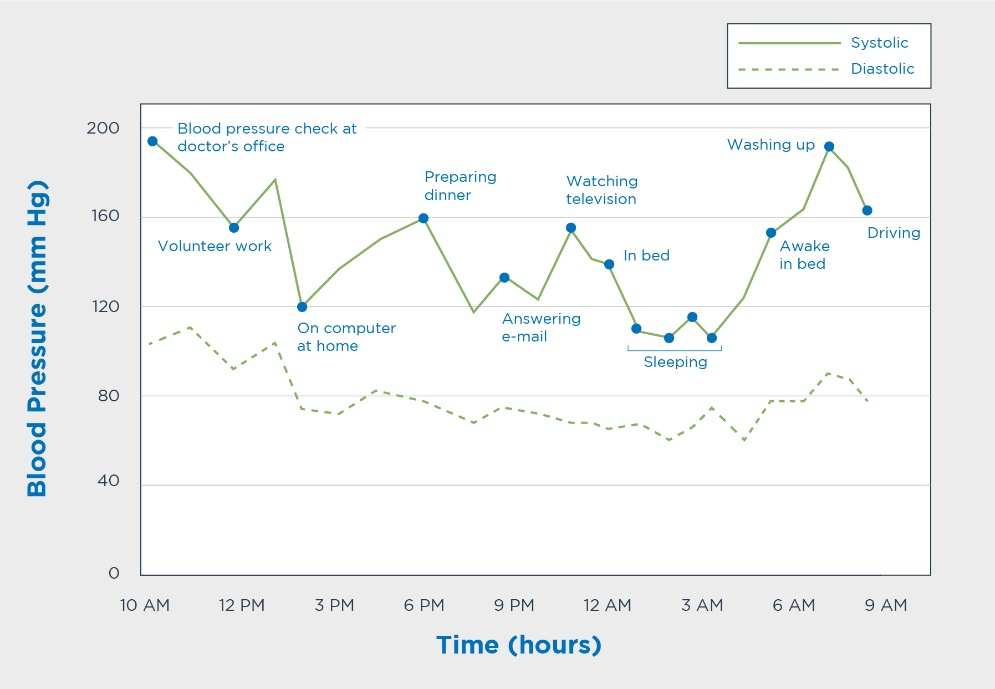 Systolic
Diastolic
200
Blood pressure check at
doctor's office
Washing up
Preparing
dinner
Watching
television
160
Volunteer work
Driving
In bed
Awake
in bed
120
On computer
at home
Answering
e-mail
Sleeping
80
40
0
Blood Pressure (mm Hg)
10 AM
12 PM
3 PM
6 PM
9 PM
12 AM
3 AM
6 AM
9 AM
Time (hours)